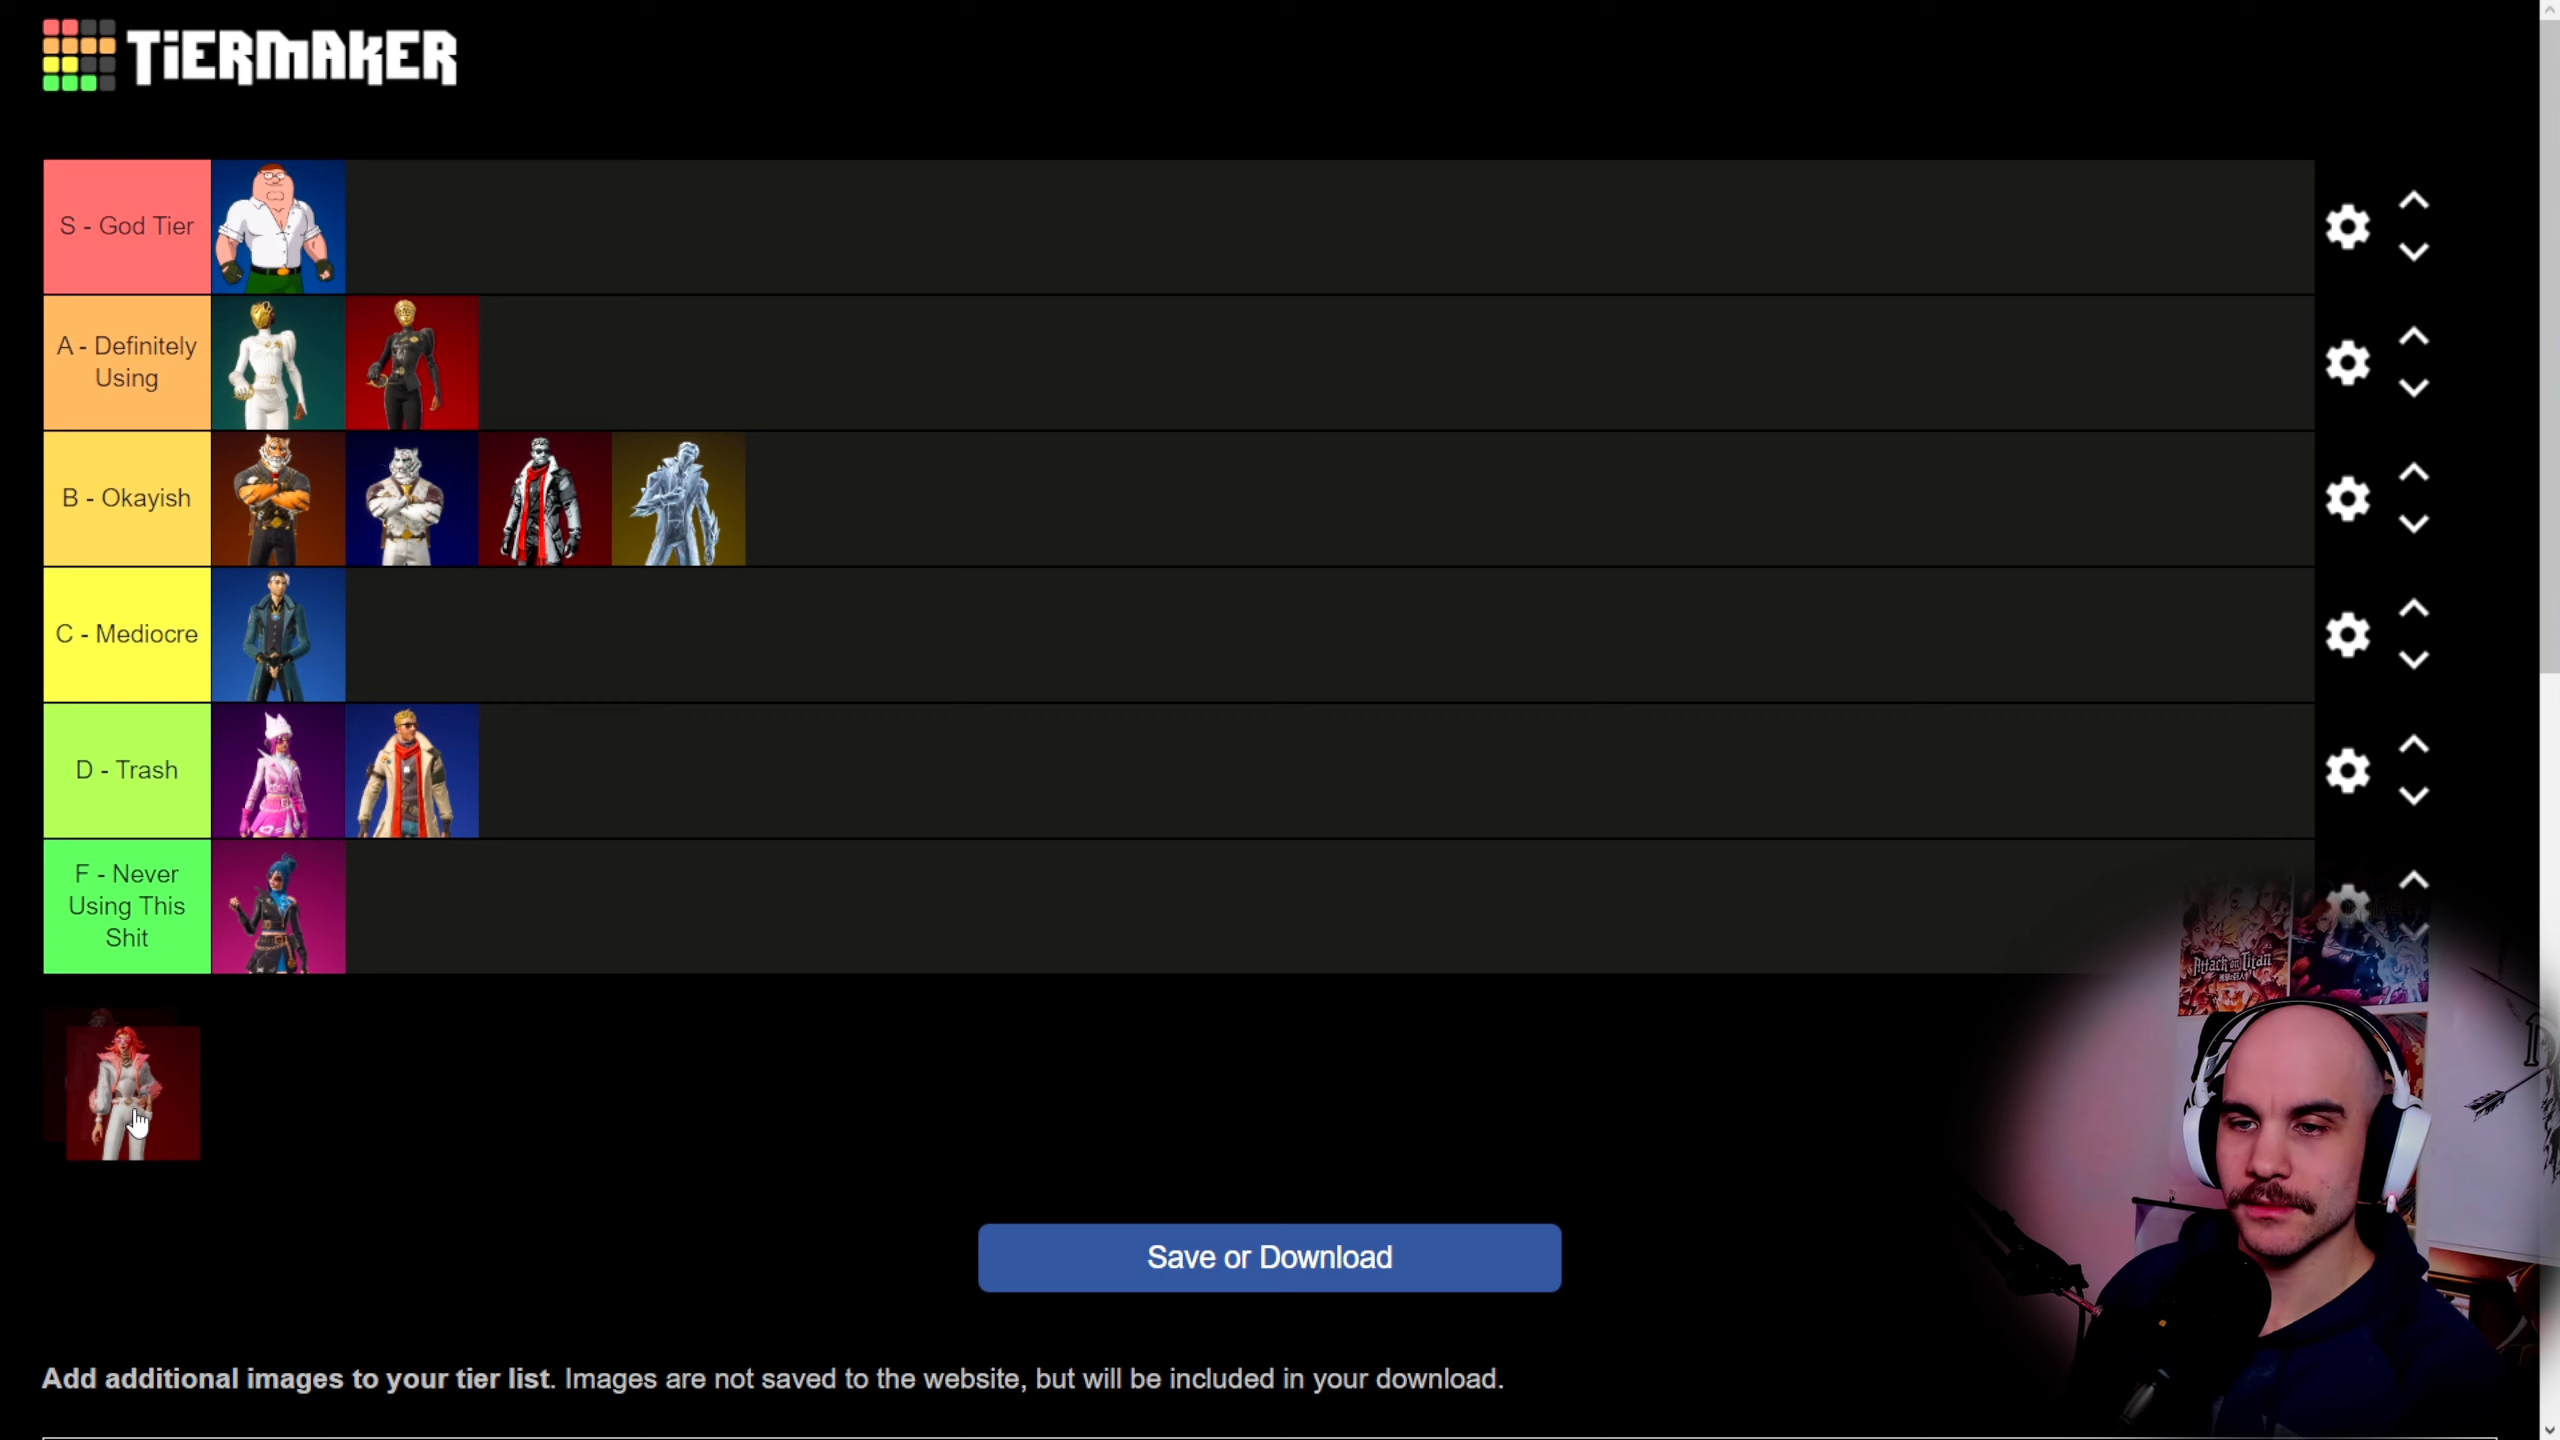 TiERMAKER
S - God Tier
A - Definitely
Using
B - Okayish
C - Mediocre
D - Trash
F - Never
Using This
Shit
Attack on Titan
Save or Download
Add additional images to your tier list. Images are not saved to the website, but will be included in your download.